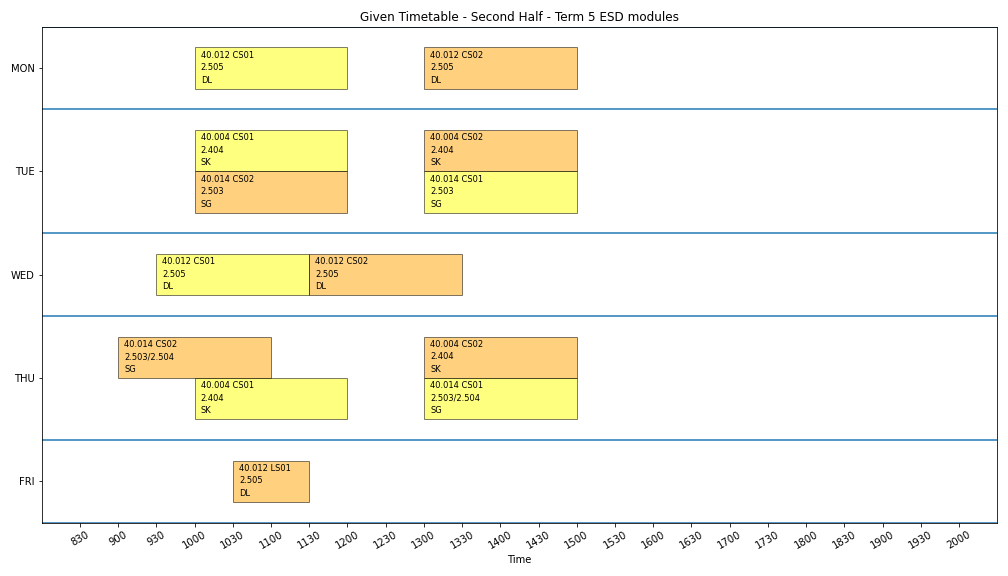 Given Timetable - Second Half - Term 5 ESD modules
MON
40.012 CS01
2.505
DL
40.012 CS02
2.505
DL
TUE
40.004 CS01
2.404
SK
40.004 CS02
2.404
SK
40.014 CS02
2.503
SG
40.014 CS01
2.503
SG
WED
40.012 CS01
2.505
DL
40.012 CS02
2.505
DL
THU
40.014 CS02
2.503/2.504
SG
40.004 CS02
2.404
SK
40.004 CS01
2.404
SK
40.014 CS01
2.503/2.504
SG
FRI
40.012 LS01
2.505
DL
830 900 930 1000 1030 1100 1130 1200 1230 1300 1330 1430 1500 1600 1630 1700 1730 1800 1830 1900 1930 2000
Time